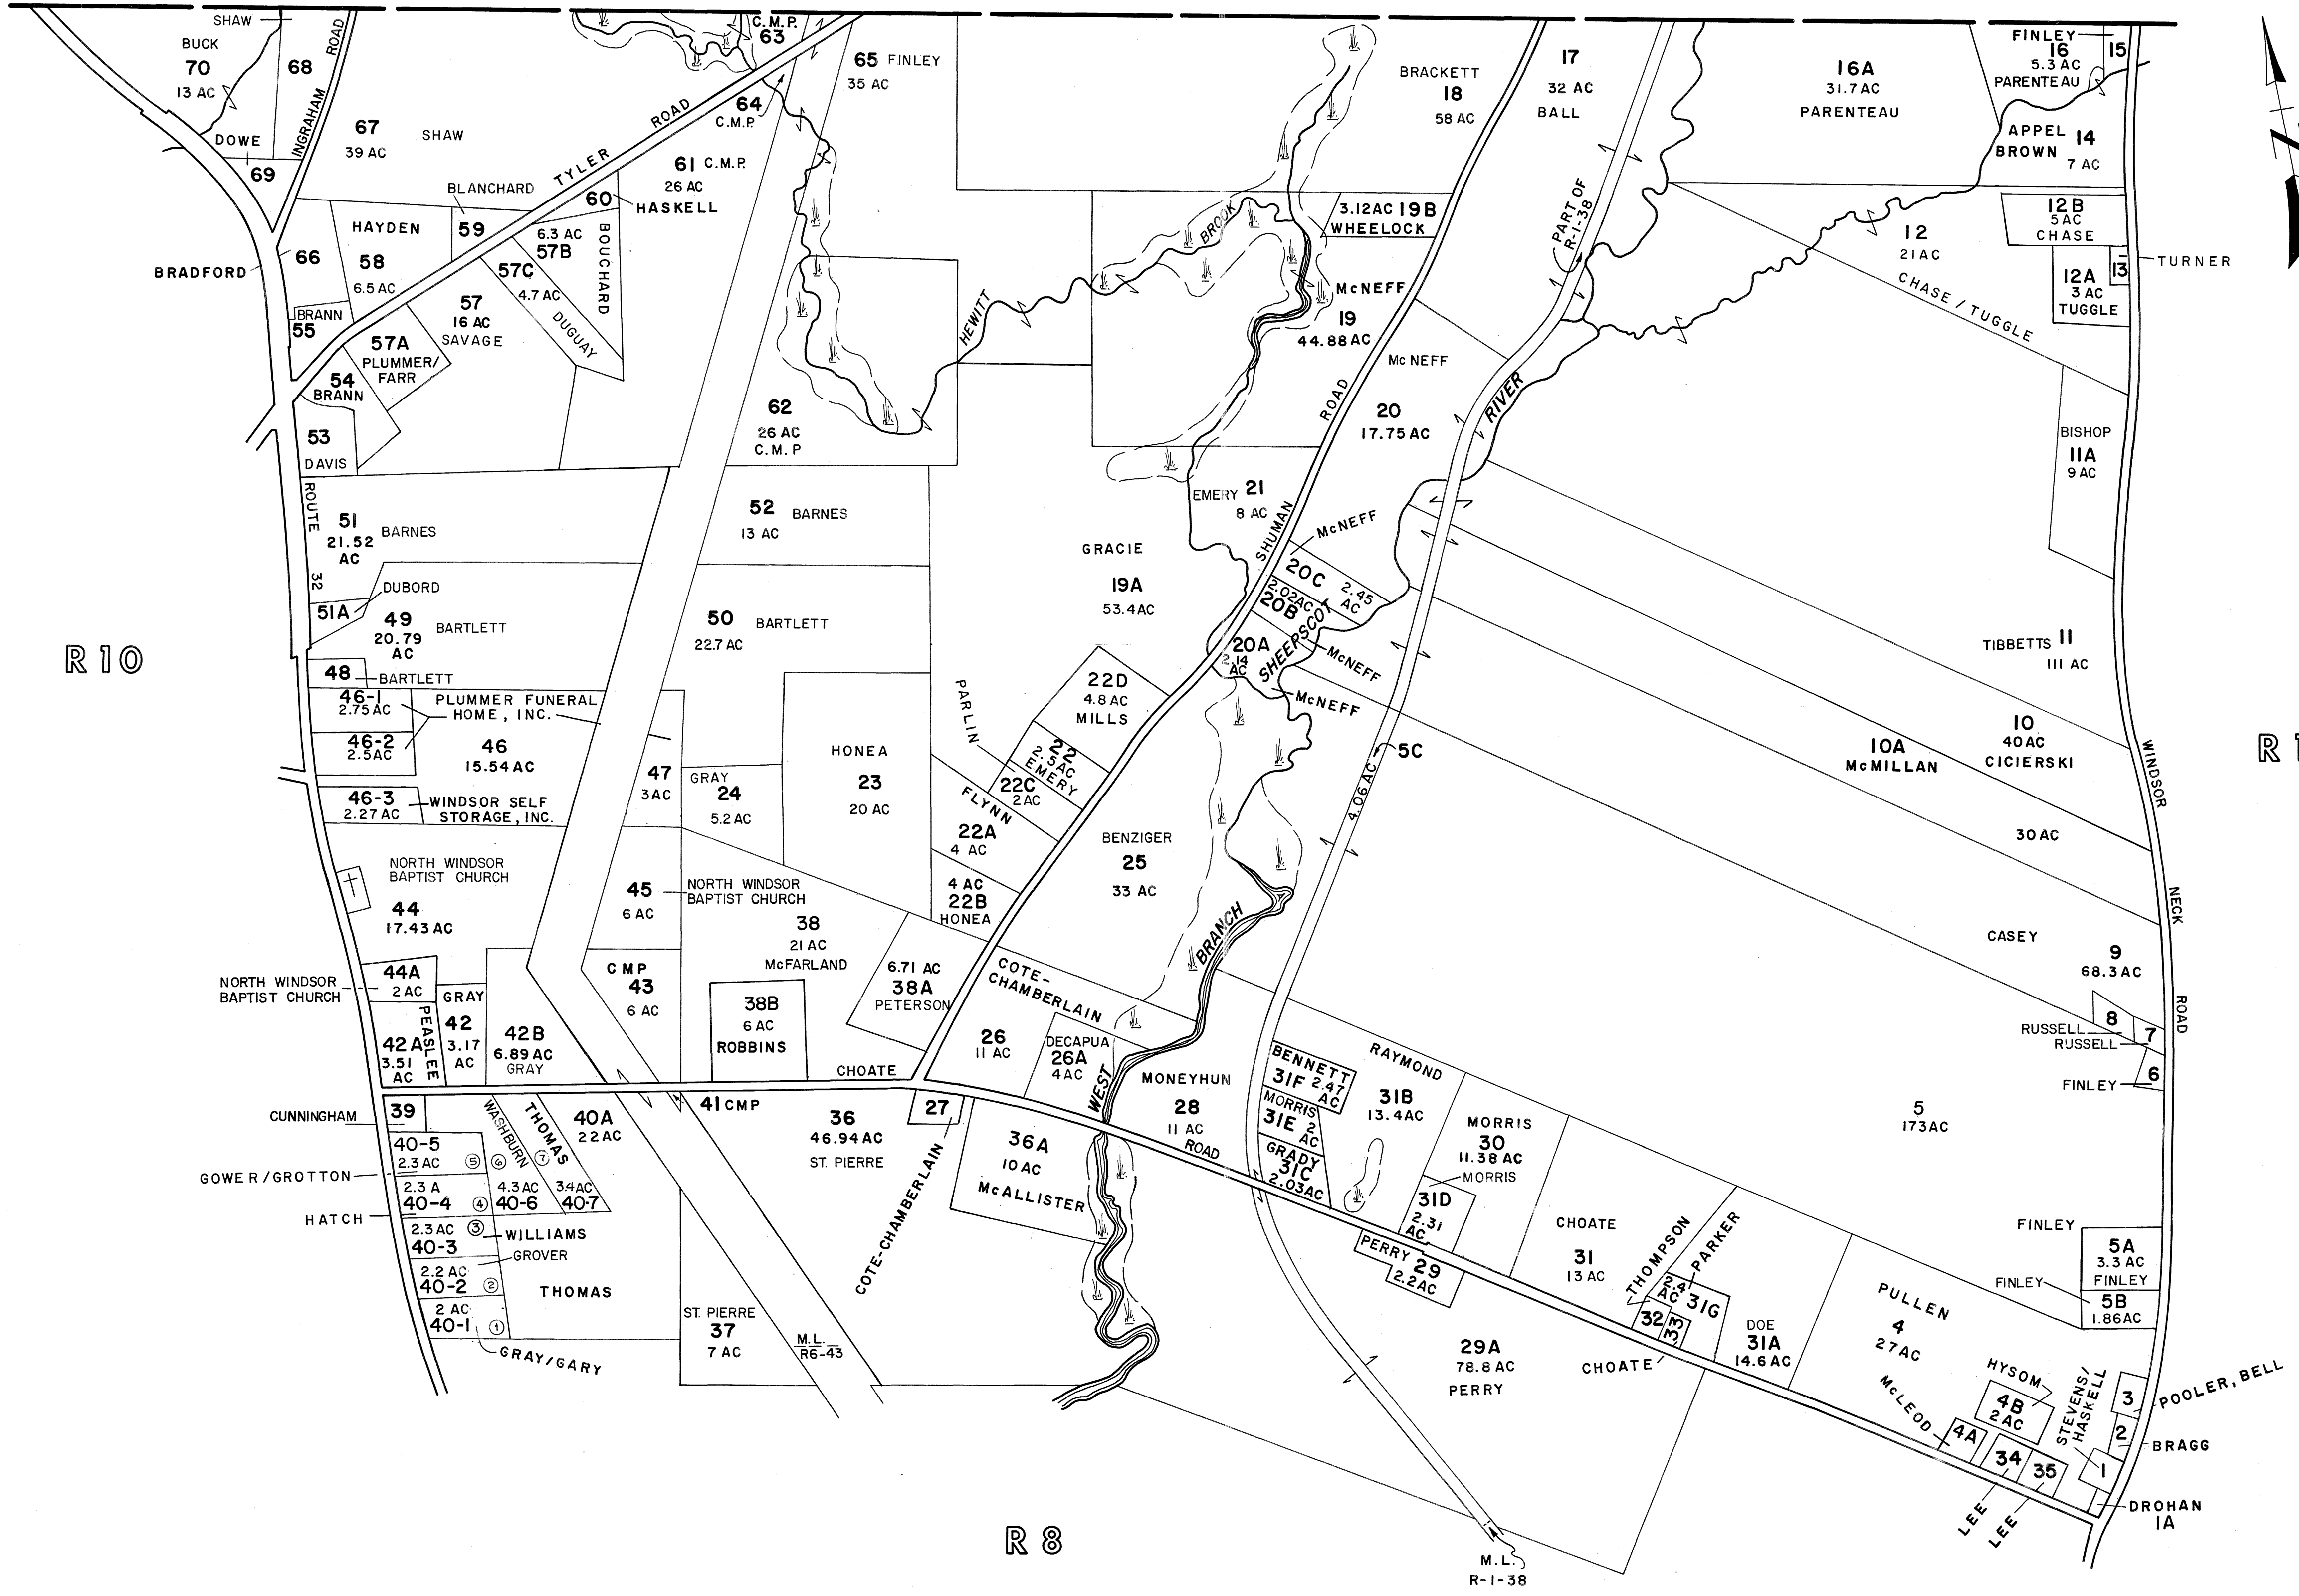 SHAW
BUCK
70
13 AC
68
INGRAHAM ROAD
DOWE
69
67
39 AC
SHAW
C.M.P.
63
TYLER ROAD
64
C.M.P.
65 FINLEY
35 AC
61 C.M.P.
26 AC
60
HASKELL
BLANCHARD
59
HAYDEN
58
6.5 AC
66
BRADFORD
BRANN
55
57C
4.7 AC
DUGUAY
6.3 AC
57B
BOUCHARD
57
16 AC
SAVAGE
57A
PLUMMER/
FARR
54
BRANN
53
DAVIS
62
26 AC
C.M.P
HEWITT BROOK
BRACKETT
18
58 AC
17
32 AC
BALL
PART OF
R-1-38
16A
31.7 AC
PARENTEAU
FINLEY
16
5.3 AC
PARENTEAU
15
APPEL
BROWN
14
7 AC
3.12 AC 19B
WHEELOCK
McNEFF
19
44.88 AC
McNEFF
20
17.75 AC
12
21 AC
CHASE / TUGGLE
12B
5 AC
CHASE
13
TURNER
12A
3 AC
TUGGLE
BISHOP
11A
9 AC
ROUTE
32
51
21.52
AC
BARNES
52
13 AC
BARNES
51A
DUBORD
49
20.79
AC
BARTLETT
50
22.7 AC
BARTLETT
48
BARTLETT
GRACIE
19A
53.4 AC
EMERY 21
8 AC
SHUMAN ROAD
McNEFF
20C
2.45
AC
2.02 AC
20B
McNEFF
20A
2.14
AC
McNEFF
SHEEPSCOT RIVER
TIBBETTS 11
111 AC
10
40 AC
CICIERSKI
10A
McMILLAN
30 AC
R 10
46-1
2.75 AC
46-2
2.5 AC
PLUMMER FUNERAL
HOME, INC.
46
15.54 AC
46-3
2.27 AC
WINDSOR SELF
STORAGE, INC.
47
3 AC
GRAY
24
5.2 AC
HONEA
23
20 AC
PARLIN
22D
4.8 AC
MILLS
22
2.5 AC
EMERY
22C
2 AC
FLYNN
22A
4 AC
4 AC
22B
HONEA
BENZIGER
25
33 AC
5C
4.06 AC
WINDSOR NECK ROAD
NORTH WINDSOR
BAPTIST CHURCH
44
17.43 AC
45
6 AC
NORTH WINDSOR
BAPTIST CHURCH
38
21 AC
McFARLAND
6.71 AC
38A
PETERSON
COTE-
CHAMBERLAIN
WEST BRANCH
CASEY
9
68.3 AC
8
RUSSELL
7
RUSSELL
6
FINLEY
NORTH WINDSOR
BAPTIST CHURCH
44A
2 AC
PEASLEE
42A
3.51
AC
GRAY
42
3.17
AC
42B
6.89 AC
GRAY
CMP
43
6 AC
38B
6 AC
ROBBINS
CHOATE ROAD
26
11 AC
DECAPUA
26A
4 AC
MONEYHUN
28
11 AC
BENNETT
31F 2.47
AC
MORRIS
31E 2
AC
GRADY
31C
2.03 AC
RAYMOND
31B
13.4 AC
MORRIS
30
11.38 AC
MORRIS
31D
2.31
AC
5
173 AC
CUNNINGHAM
39
40-5
2.3 AC
5
GOWER/GROTTON
2.3 A
40-4
4
HATCH
2.3 AC
40-3
3
WILLIAMS
GROVER
2.2 AC
40-2
2
2 AC
40-1
1
GRAY/GARY
WASHBURN
6
4.3 AC
40-6
THOMAS
7
3.4 AC
40-7
40A
22 AC
THOMAS
41 CMP
36
46.94 AC
ST. PIERRE
27
COTE-CHAMBERLAIN
36A
10 AC
McALLISTER
ST. PIERRE
37
7 AC
M.L.
R6-43
PERRY 29
2.2 AC
29A
78.8 AC
PERRY
CHOATE
31
13 AC
THOMPSON
PARKER
2.4
AC
31G
32
33
CHOATE
DOE
31A
14.6 AC
FINLEY
5A
3.3 AC
FINLEY
FINLEY
5B
1.86 AC
PULLEN
4
27 AC
HYSOM
4B
2 AC
McLEOD
4A
34
LEE
35
LEE
STEVENS/
HASKELL
3
POOLER, BELL
2
BRAGG
1
DROHAN
1A
R 8
M.L.
R-1-38